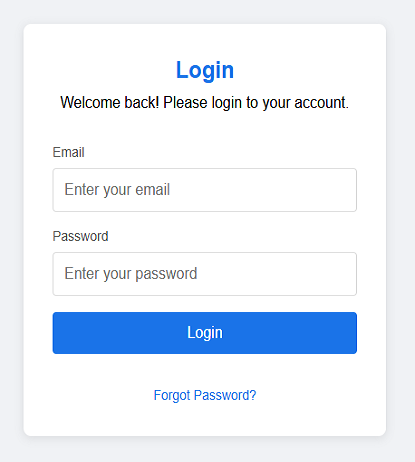 Login
Welcome back! Please login to your account.
Email
Enter your email
Password
Enter your password
Login
Forgot Password?